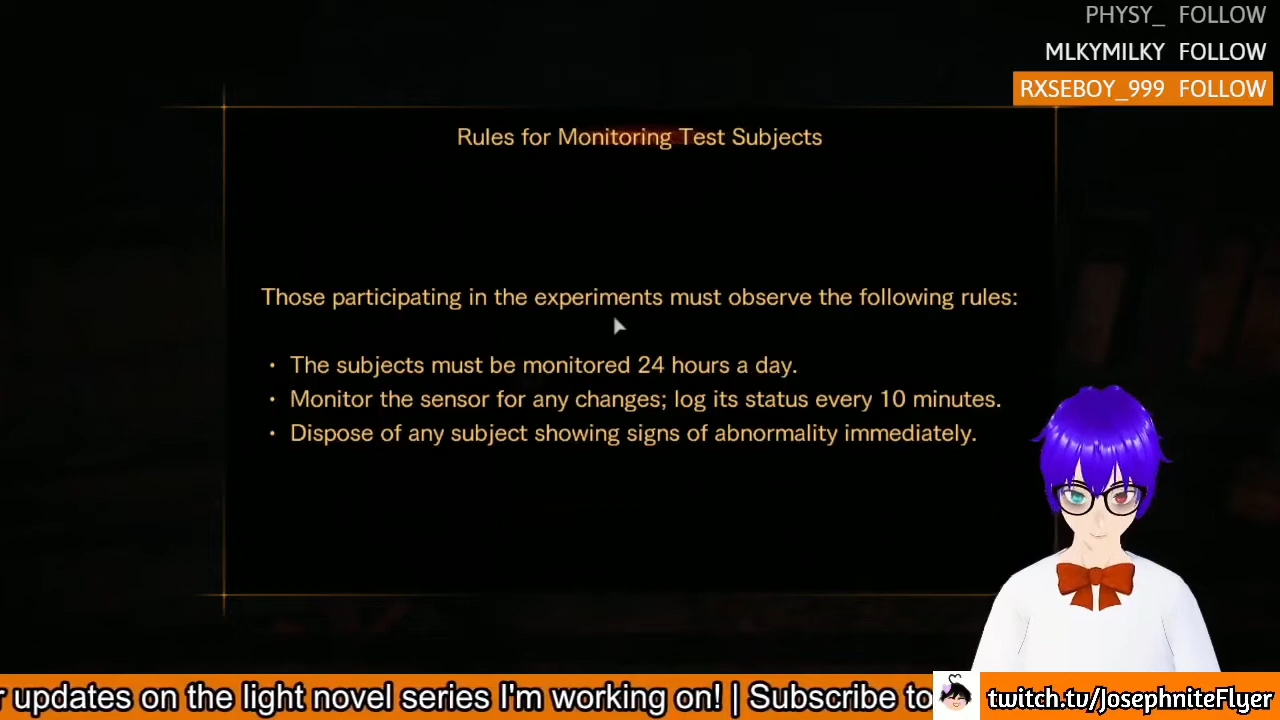 PHYSY_ FOLLOW
MLKYMILKY FOLLOW
RXSEBOY_999 FOLLOW
Rules for Monitoring Test Subjects
Those participating in the experiments must observe the following rules:
・ The subjects must be monitored 24 hours a day.
・ Monitor the sensor for any changes; log its status every 10 minutes.
・ Dispose of any subject showing signs of abnormality immediately.
r updates on the light novel series I'm working on! | Subscribe to
twitch.tv/JosephniteFlyer